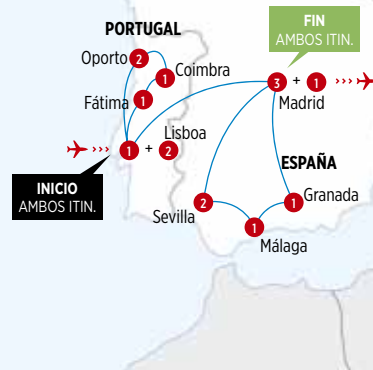 PORTUGAL
FIN
AMBOS ITIN.
Oporto 2
1 Coimbra
Fátima 1
3 + 1
Madrid
Lisboa
1 + 2
INICIO
AMBOS ITIN.
ESPAÑA
Granada
1
2
Sevilla
1
Málaga